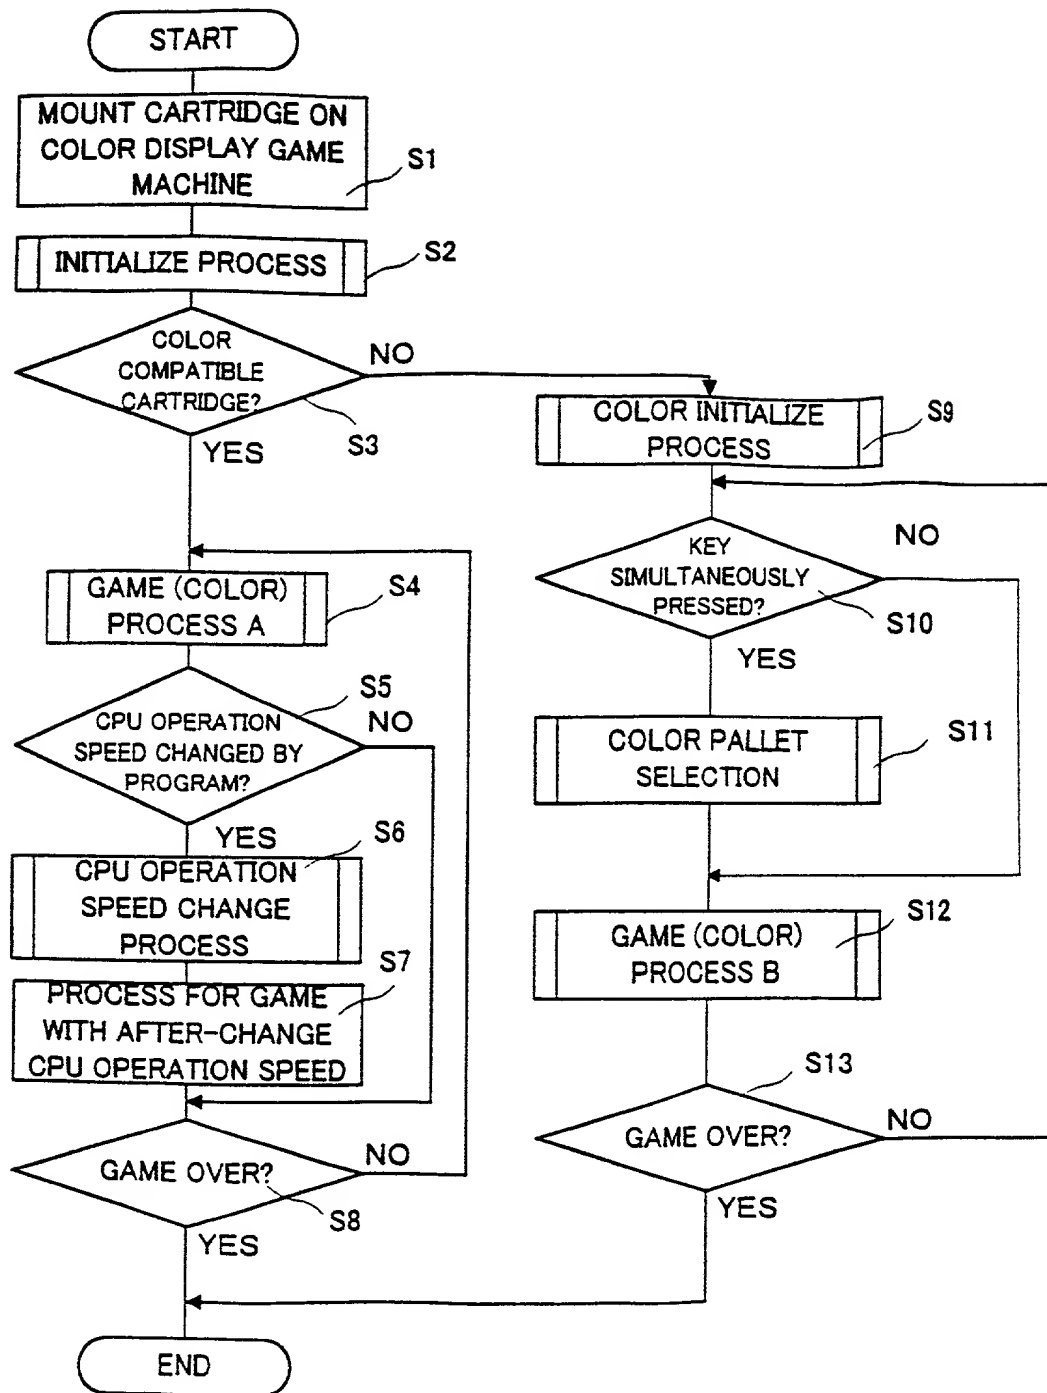 START
MOUNT CARTRIDGE ON
COLOR DISPLAY GAME
MACHINE
S1
INITIALIZE PROCESS
S2
COLOR
COMPATIBLE
CARTRIDGE?
NO
S3
YES
GAME (COLOR)
PROCESS A
S4
S5
CPU OPERATION
SPEED CHANGED BY
PROGRAM?
NO
YES
S6
CPU OPERATION
SPEED CHANGE
PROCESS
S7
PROCESS FOR GAME
WITH AFTER-CHANGE
CPU OPERATION SPEED
GAME OVER?
NO
S8
YES
END
COLOR INITIALIZE
PROCESS
S9
KEY
SIMULTANEOUSLY
PRESSED?
NO
S10
YES
COLOR PALLET
SELECTION
S11
GAME (COLOR)
PROCESS B
S12
S13
GAME OVER?
NO
YES